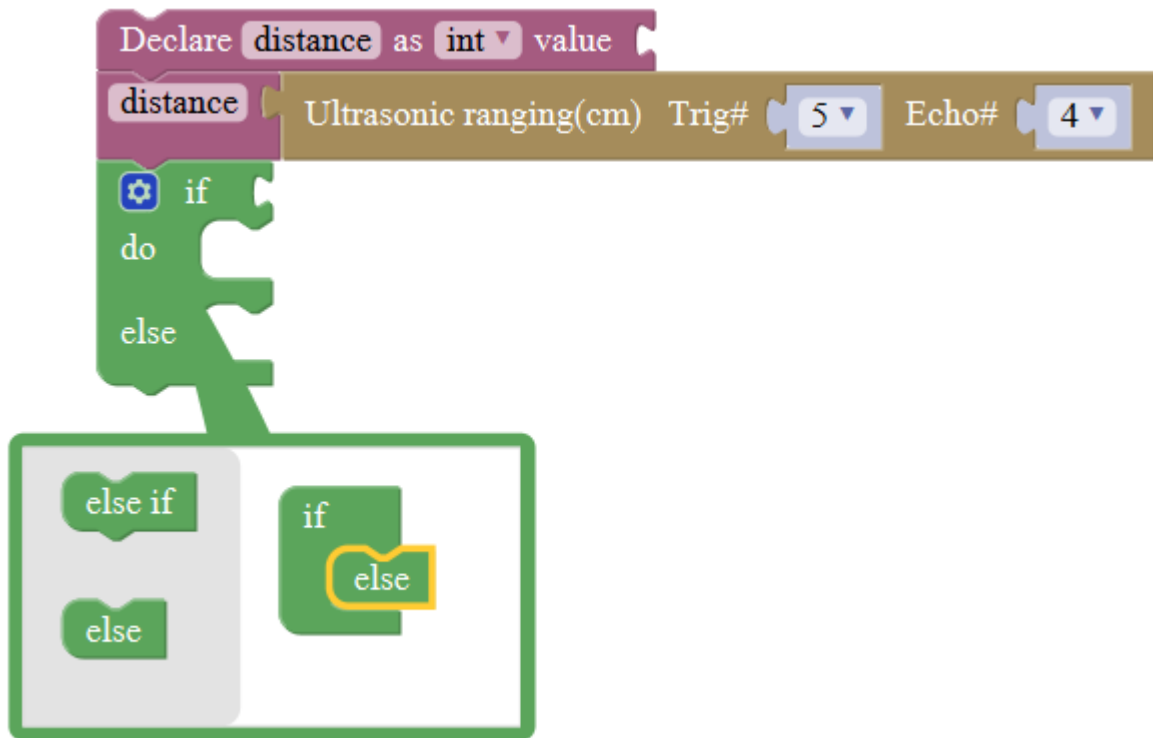 Declare distance as int value
distance Ultrasonic ranging(cm) Trig# 5 Echo# 4
if
do
else
else if
else
if
else